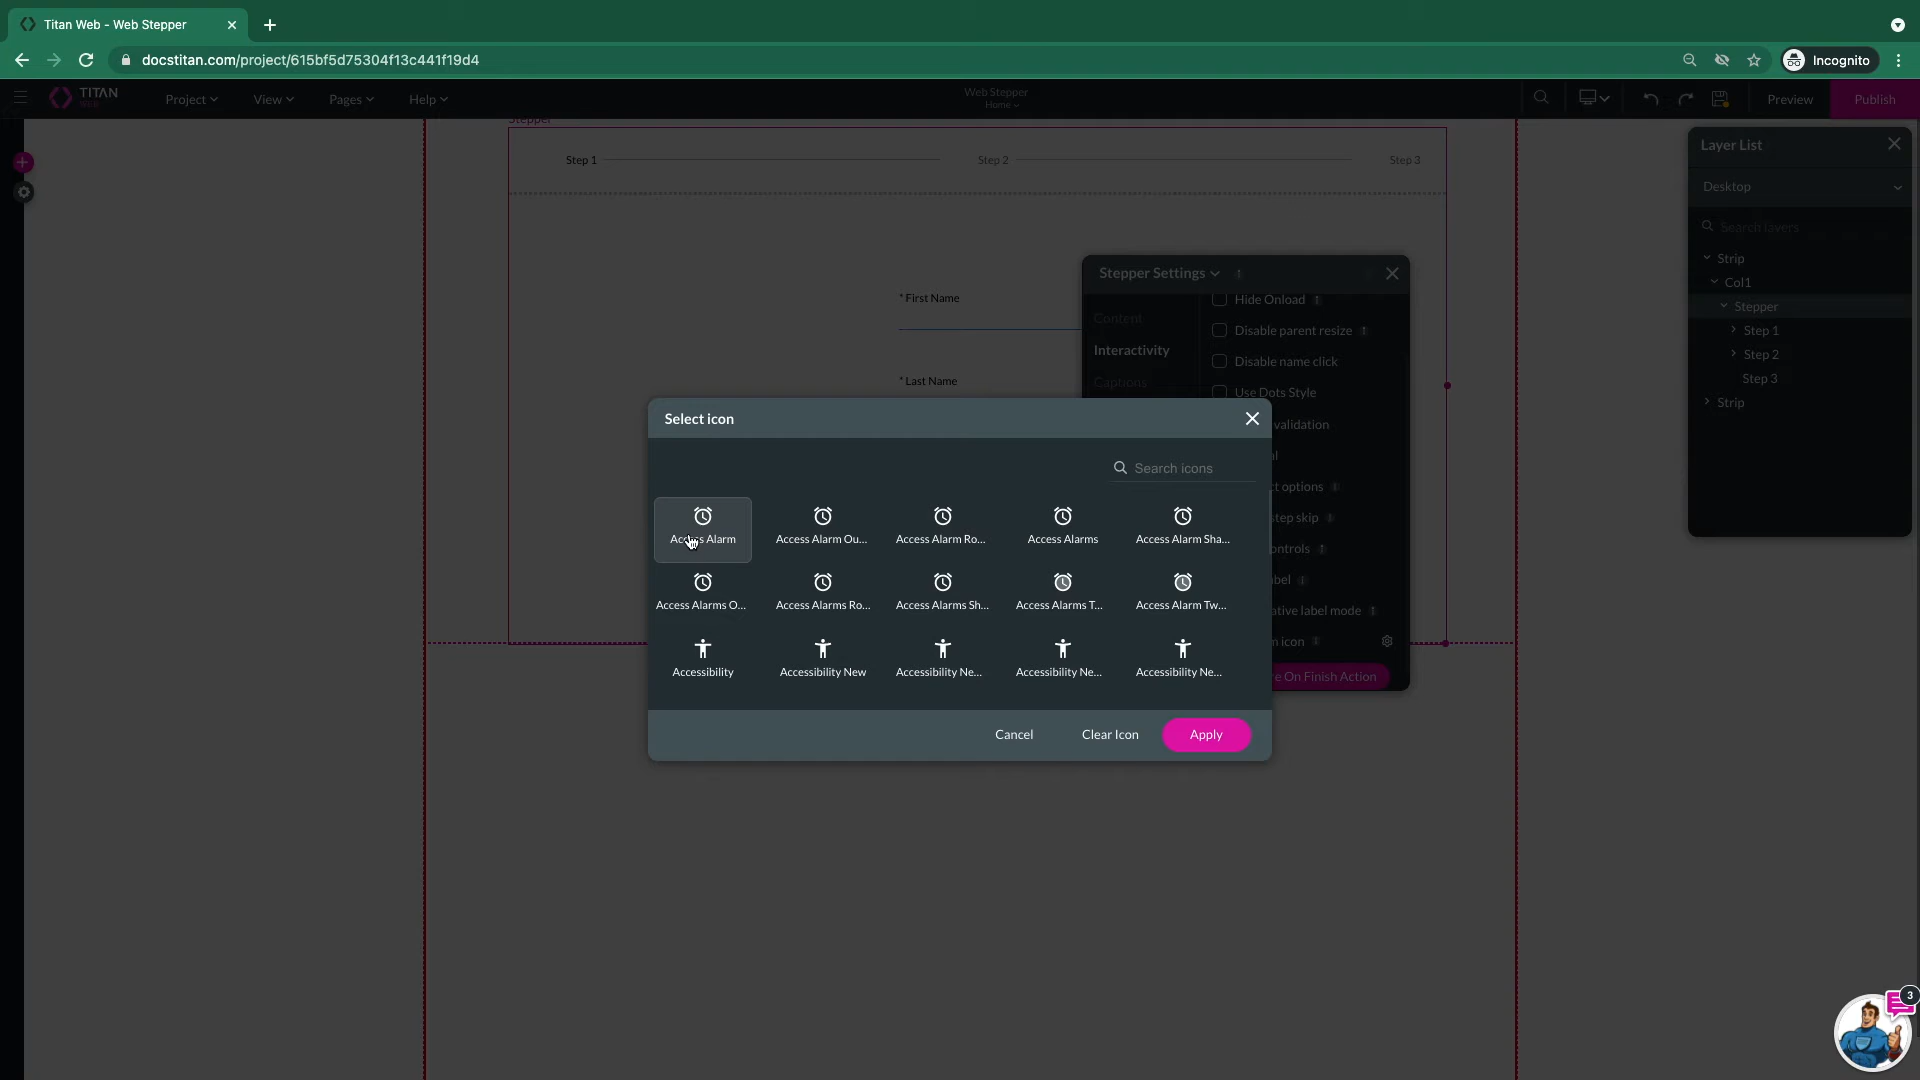 Titan Web - Web Stepper
docstitan.com/project/615bf5d75304f13c441f19d4
Incognito
TITAN
WEB
Project
View
Pages
Help
Web Stepper
Home
Preview
Publish
Stepper
Step 1
Step 2
Step 3
* First Name
* Last Name
Stepper Settings
Content
Interactivity
Captions
Hide Onload
Disable parent resize
Disable name click
Use Dots Style
validation
options
tep skip
ontrols
abel
ative label mode
icon
On Finish Action
Layer List
Desktop
Search layers
Strip
Col1
Stepper
Step 1
Step 2
Step 3
Strip
Select icon
Search icons
Access Alarm
Access Alarm Ou...
Access Alarm Ro...
Access Alarms
Access Alarm Sha...
Access Alarms O...
Access Alarms Ro...
Access Alarms Sh...
Access Alarms T...
Access Alarm Tw...
Accessibility
Accessibility New
Accessibility Ne...
Accessibility Ne...
Accessibility Ne...
Cancel
Clear Icon
Apply
3